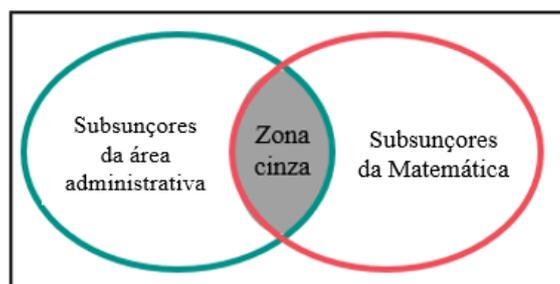 Subsunçores
da área
administrativa
Zona
cinza
Subsunçores
da Matemática